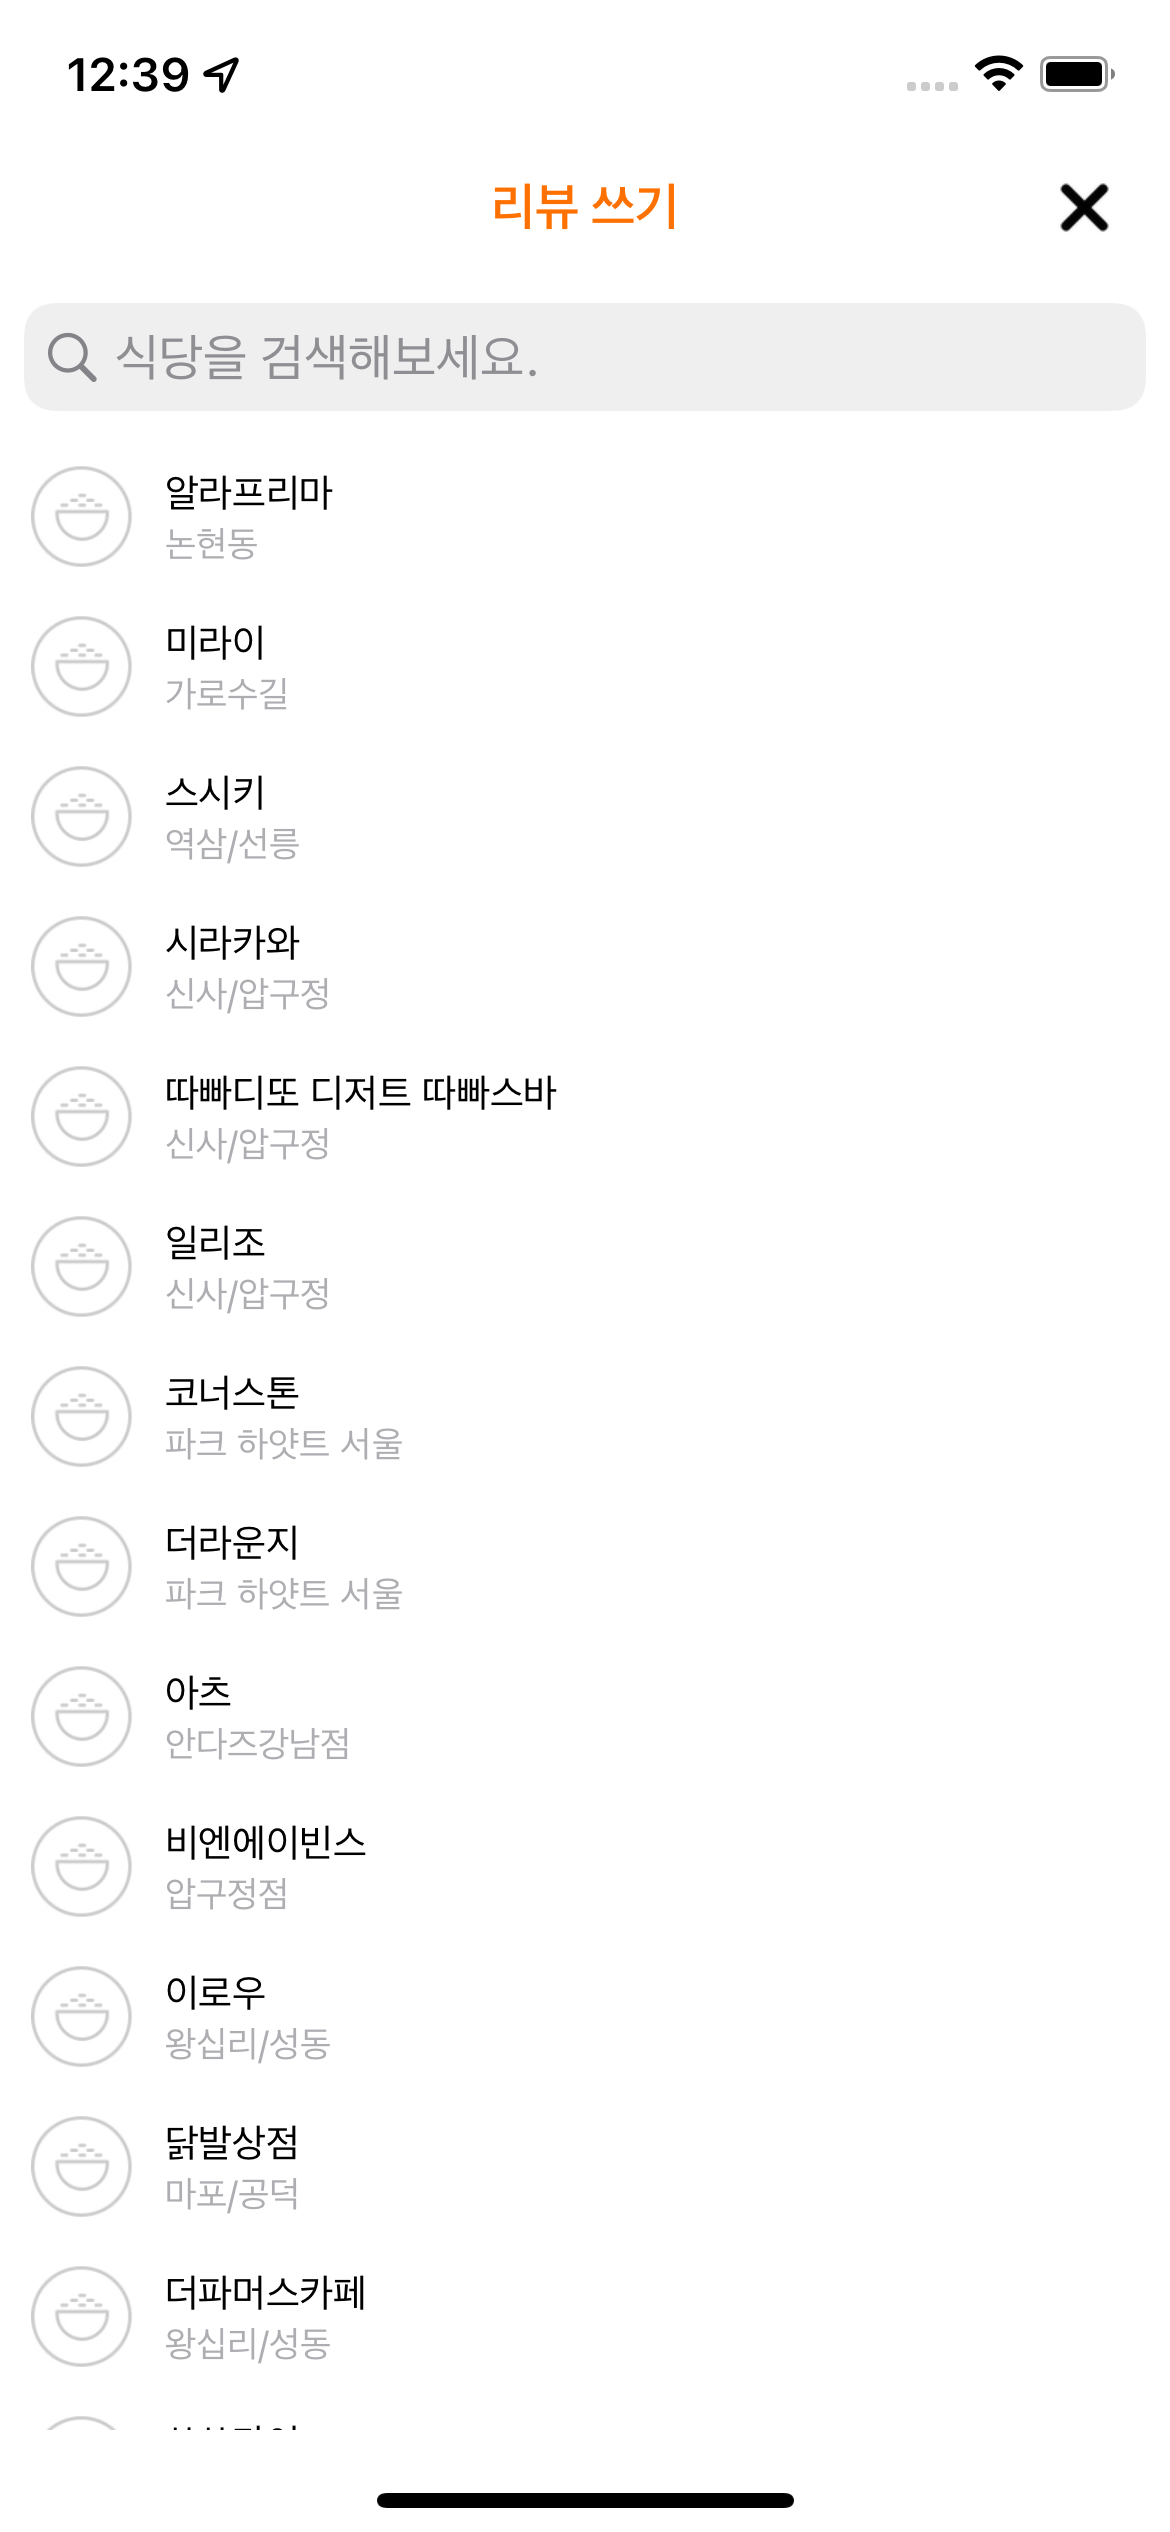 12:39
리뷰 쓰기
식당을 검색해보세요.
알라프리마
논현동
미라이
가로수길
스시키
역삼/선릉
시라카와
신사/압구정
따빠디또 디저트 따빠스바
신사/압구정
일리조
신사/압구정
코너스톤
파크 하얏트 서울
더라운지
파크 하얏트 서울
아츠
안다즈강남점
비엔에이빈스
압구정점
이로우
왕십리/성동
닭발상점
마포/공덕
더파머스카페
왕십리/성동